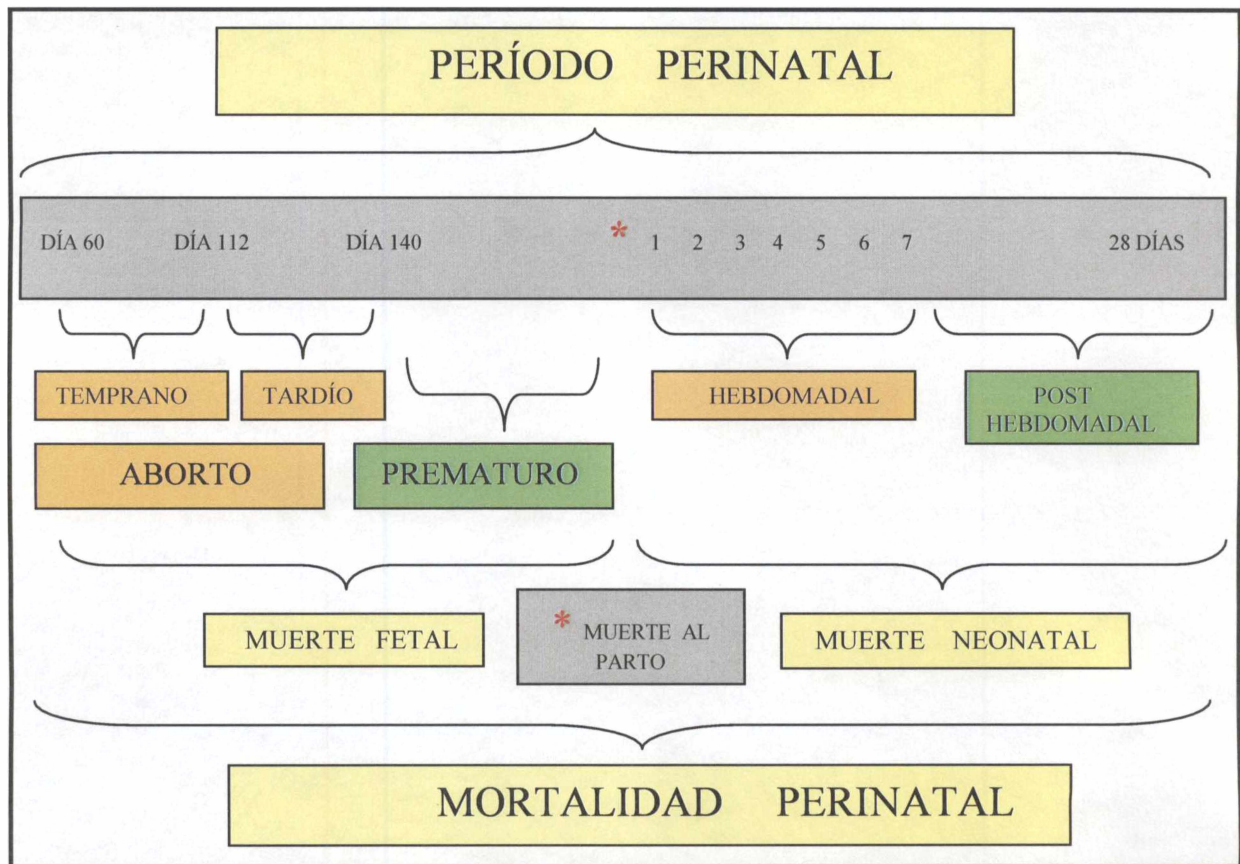 PERÍODO PERINATAL
DÍA 60 DÍA 112 DÍA 140 * 1 2 3 4 5 6 7 28 DÍAS
TEMPRANO TARDÍO HEBDOMADAL POST
HEBDOMADAL
ABORTO PREMATURO
MUERTE FETAL * MUERTE AL
PARTO
MUERTE NEONATAL
MORTALIDAD PERINATAL